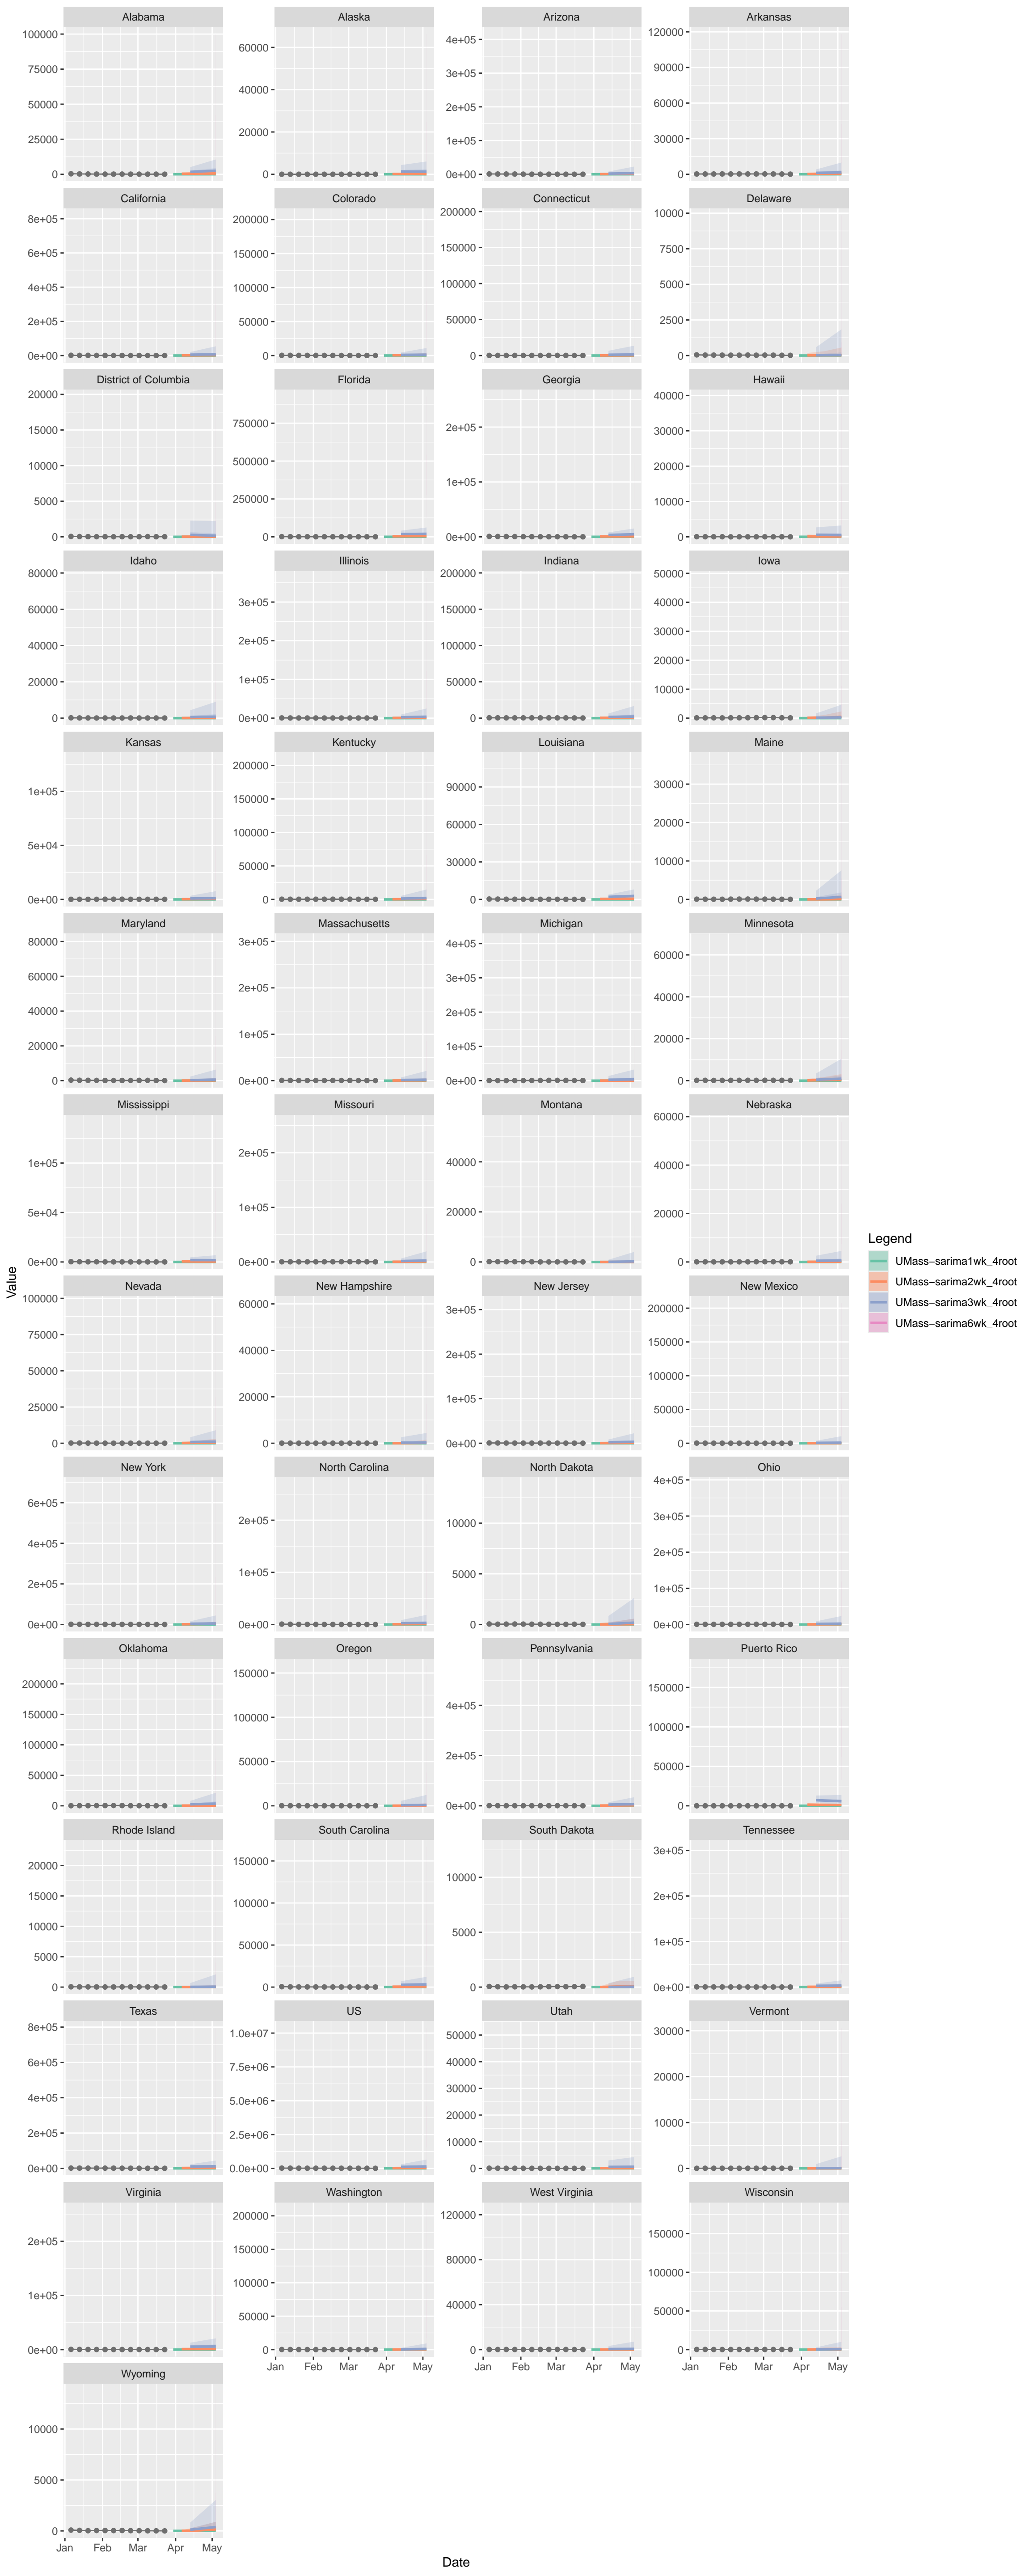 Alabama Alaska Arizona Arkansas
100000 75000 50000 25000 0
60000 40000 20000 0
4e+05 3e+05 2e+05 1e+05 0e+00
120000 90000 60000 30000 0
California Colorado Connecticut Delaware
8e+05 6e+05 4e+05 2e+05 0e+00
200000 150000 100000 50000 0
200000 150000 100000 50000 0
10000 7500 5000 2500 0
District of Columbia Florida Georgia Hawaii
20000 15000 10000 5000 0
750000 500000 250000 0
2e+05 1e+05 0e+00
40000 30000 20000 10000 0
Idaho Illinois Indiana Iowa
80000 60000 40000 20000 0
3e+05 2e+05 1e+05 0e+00
200000 150000 100000 50000 0
50000 40000 30000 20000 10000 0
Kansas Kentucky Louisiana Maine
1e+05 5e+04 0e+00
200000 150000 100000 50000 0
90000 60000 30000 0
30000 20000 10000 0
Maryland Massachusetts Michigan Minnesota
80000 60000 40000 20000 0
3e+05 2e+05 1e+05 0e+00
4e+05 3e+05 2e+05 1e+05 0e+00
60000 40000 20000 0
Mississippi Missouri Montana Nebraska
1e+05 5e+04 0e+00
2e+05 1e+05 0e+00
40000 20000 0
60000 40000 20000 0
Nevada New Hampshire New Jersey New Mexico
100000 75000 50000 25000 0
60000 40000 20000 0
3e+05 2e+05 1e+05 0e+00
200000 150000 100000 50000 0
New York North Carolina North Dakota Ohio
6e+05 4e+05 2e+05 0e+00
2e+05 1e+05 0e+00
10000 5000 0
4e+05 3e+05 2e+05 1e+05 0e+00
Oklahoma Oregon Pennsylvania Puerto Rico
200000 150000 100000 50000 0
150000 100000 50000 0
4e+05 2e+05 0e+00
150000 100000 50000 0
Rhode Island South Carolina South Dakota Tennessee
20000 15000 10000 5000 0
150000 100000 50000 0
10000 5000 0
3e+05 2e+05 1e+05 0e+00
Texas US Utah Vermont
8e+05 6e+05 4e+05 2e+05 0e+00
1.0e+07 7.5e+06 5.0e+06 2.5e+06 0.0e+00
50000 40000 30000 20000 10000 0
30000 20000 10000 0
Virginia Washington West Virginia Wisconsin
2e+05 1e+05 0e+00
200000 150000 100000 50000 0
120000 80000 40000 0
150000 100000 50000 0
Jan Feb Mar Apr May
Jan Feb Mar Apr May
Jan Feb Mar Apr May
Wyoming
10000 5000 0
Jan Feb Mar Apr May
Date
Value
Legend
UMass−sarima1wk_4root
UMass−sarima2wk_4root
UMass−sarima3wk_4root
UMass−sarima6wk_4root